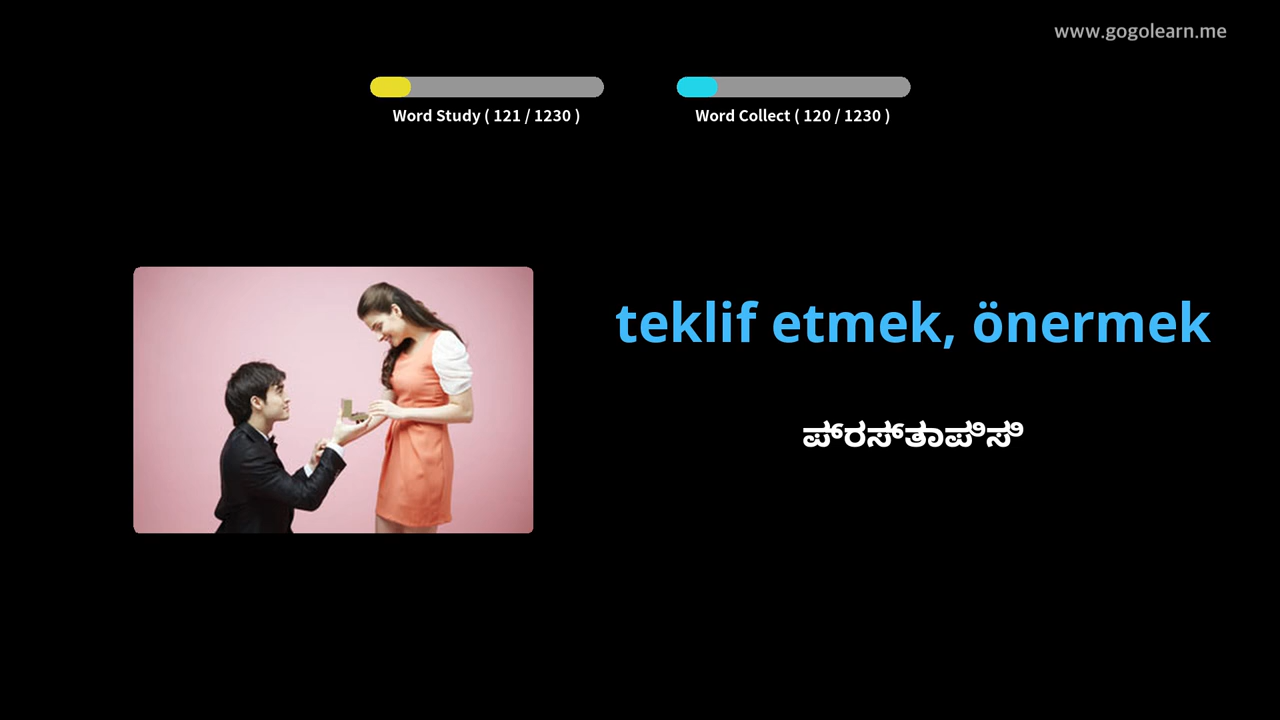 www.gogolearn.me
Word Study ( 121 / 1230 )
Word Collect ( 120 / 1230 )
teklif etmek, önermek
ಪ್ರಸ್ತಾಪಿಸಿ